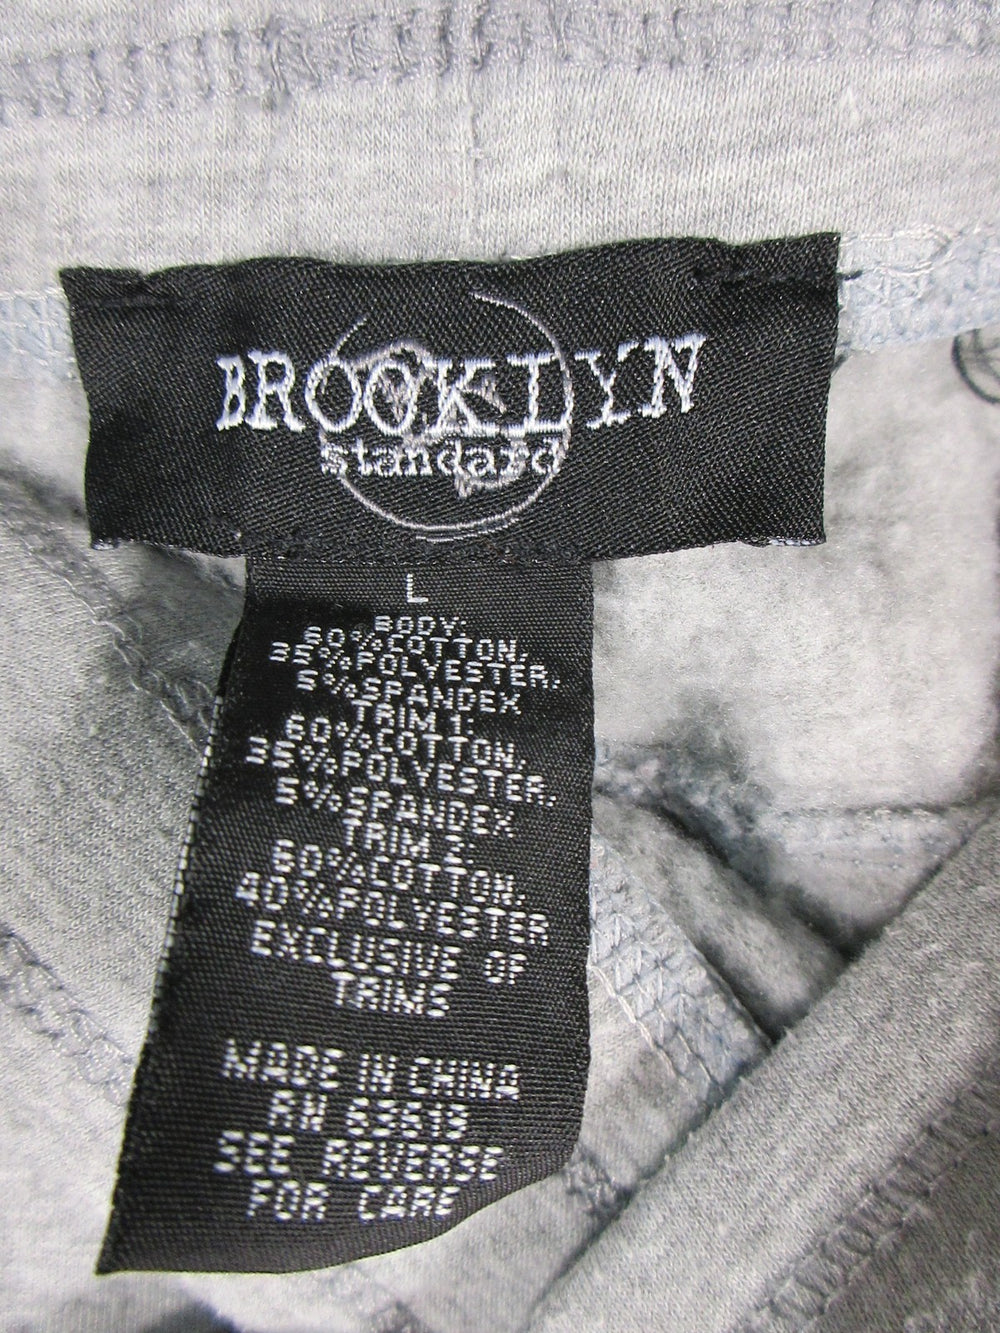 BROOKLYN
standard
L
BODY:
60%COTTON,
35%POLYESTER,
5%SPANDEX
TRIM 1:
60%COTTON,
35%POLYESTER,
5%SPANDEX
TRIM 2:
60%COTTON,
40%POLYESTER
EXCLUSIVE OF
TRIMS
MADE IN CHINA
RN 63619
SEE REVERSE
FOR CARE